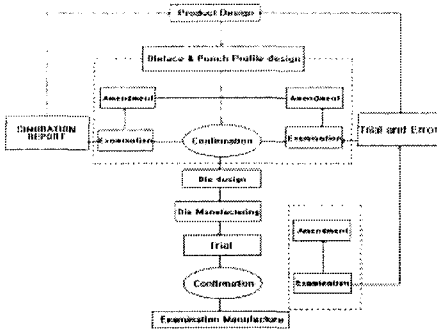 Product Design
Dieface & Punch Profile design
Amendment
Amendment
SIMULATION
REPORT
Examination
Confirmation
Examination
Trial and Error
Die design
Die Manufacturing
Trial
Amendment
Confirmation
Examination
Examination Manufacture